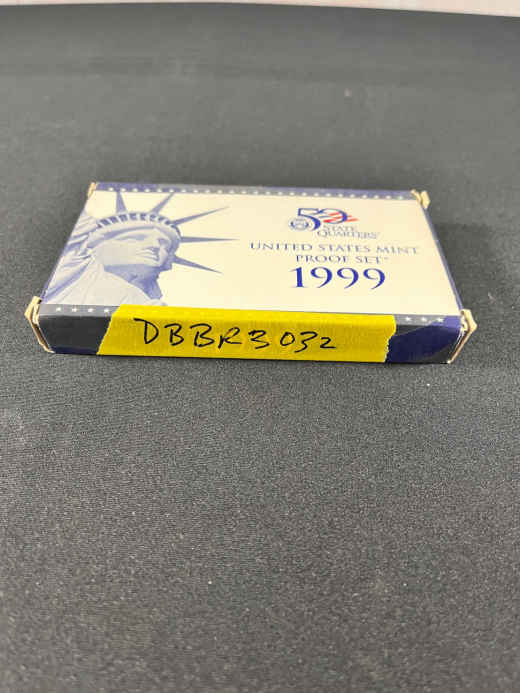 50
STATE
QUARTERS
UNITED STATES MINT
PROOF SET
1999
DBBR3032